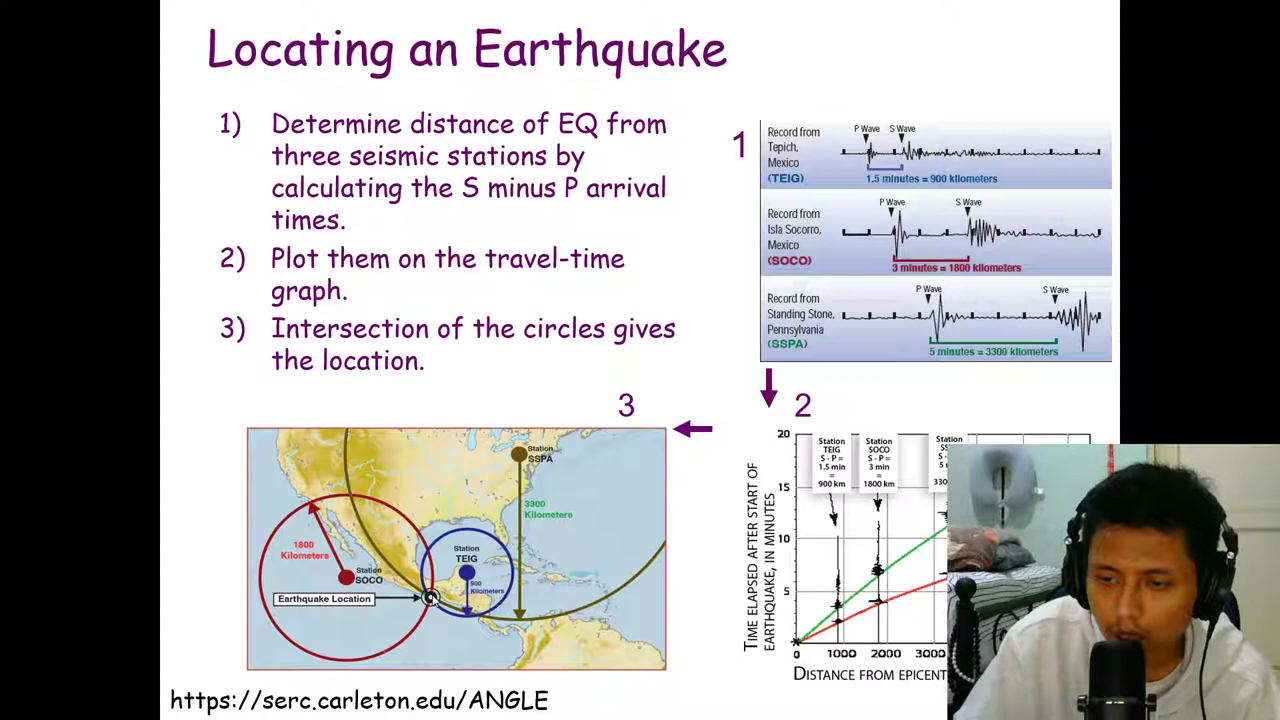 Locating an Earthquake
1) Determine distance of EQ from
three seismic stations by
calculating the S minus P arrival
times.
2) Plot them on the travel-time
graph.
3) Intersection of the circles gives
the location.
1
Record from
Tepich,
Mexico
(TEIG)
P Wave
S Wave
1.5 minutes = 900 kilometers
Record from
Isla Socorro,
Mexico
(SOCO)
P Wave
S Wave
3 minutes = 1800 kilometers
Record from
Standing Stone,
Pennsylvania
(SSPA)
P Wave
S Wave
5 minutes = 3300 kilometers
2
3
Station
SSPA
3300
Kilometers
1800
Kilometers
Station
SOCO
Station
TEIG
900
Kilometers
Earthquake Location
TIME ELAPSED AFTER START OF
EARTHQUAKE, IN MINUTES
20
15
10
5
0
1000
2000
Station
TEIG
S - P =
1.5 min
=
900 km
Station
SOCO
S - P =
3 min
=
1800 km
DISTANCE FROM
https://serc.carleton.edu/ANGLE